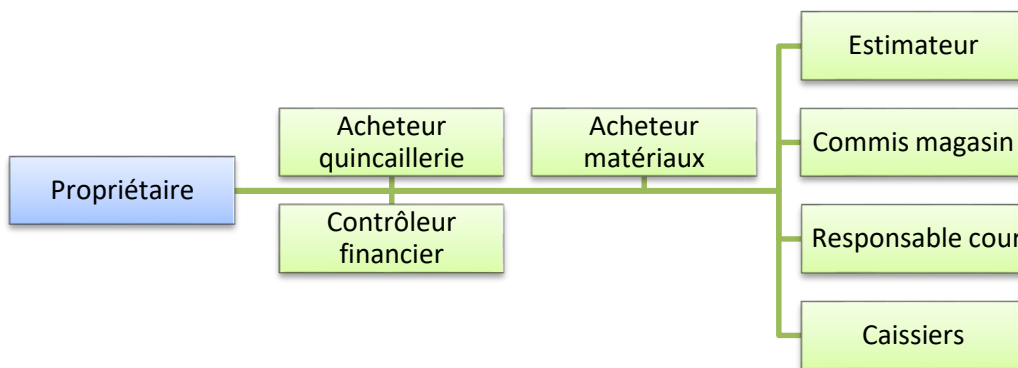 Propriétaire
Acheteur
quincaillerie
Contrôleur
financier
Acheteur
matériaux
Estimateur
Commis magasin
Responsable cour
Caissiers